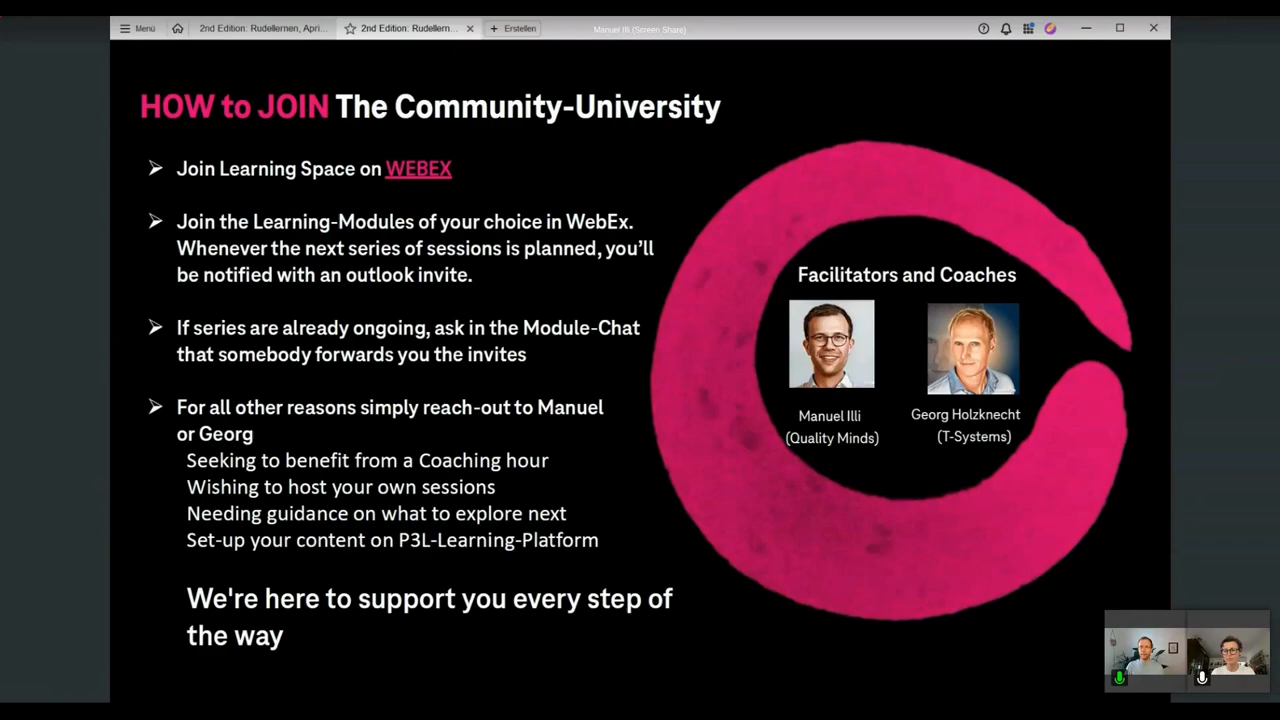 Menü
2nd Edition: Rudellernen, Apri...
2nd Edition: Rudellern...
Erstellen
Manuel Illi (Screen Share)
HOW to JOIN The Community-University
Join Learning Space on WEBEX
Join the Learning-Modules of your choice in WebEx.
Whenever the next series of sessions is planned, you'll
be notified with an outlook invite.
If series are already ongoing, ask in the Module-Chat
that somebody forwards you the invites
For all other reasons simply reach-out to Manuel
or Georg
Seeking to benefit from a Coaching hour
Wishing to host your own sessions
Needing guidance on what to explore next
Set-up your content on P3L-Learning-Platform
We're here to support you every step of
the way
Facilitators and Coaches
Manuel Illi
(Quality Minds)
Georg Holzknecht
(T-Systems)